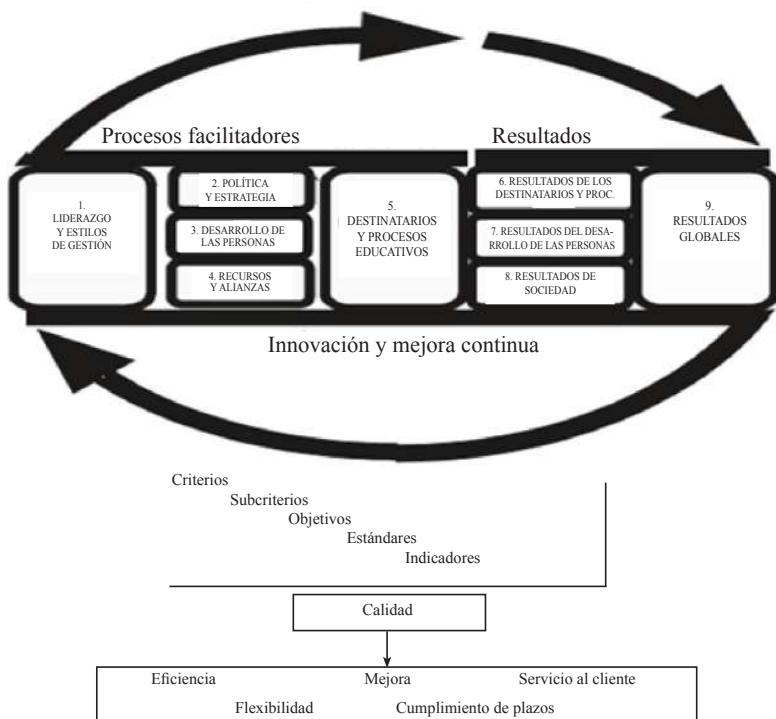 Procesos facilitadores
Resultados
1.
LIDERAZGO
Y ESTILOS
DE GESTIÓN
2. POLÍTICA
Y ESTRATEGIA
3. DESARROLLO DE
LAS PERSONAS
4. RECURSOS
Y ALIANZAS
5.
DESTINATARIOS
Y PROCESOS
EDUCATIVOS
6. RESULTADOS DE LOS
DESTINATARIOS Y PROC.
7. RESULTADOS DEL DESA-
RROLLO DE LAS PERSONAS
8. RESULTADOS DE
SOCIEDAD
9.
RESULTADOS
GLOBALES
Innovación y mejora continua
Criterios
Subcriterios
Objetivos
Estándares
Indicadores
Calidad
Eficiencia Mejora Servicio al cliente
Flexibilidad Cumplimiento de plazos